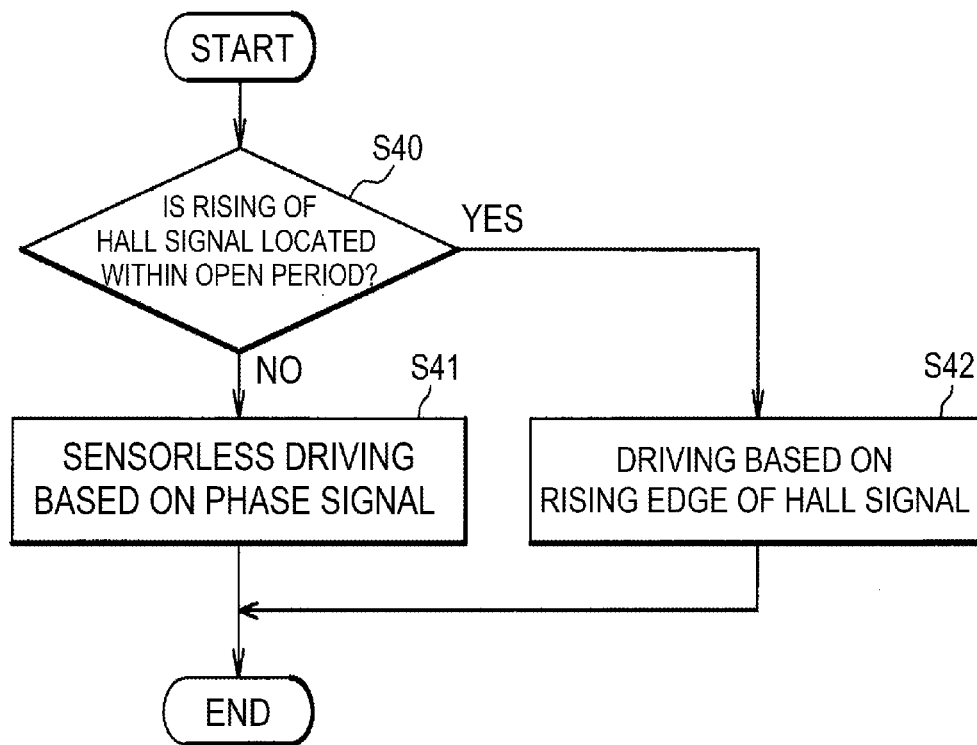 START
S40
IS RISING OF
HALL SIGNAL LOCATED
WITHIN OPEN PERIOD?
YES
NO
S41
S42
SENSORLESS DRIVING
BASED ON PHASE SIGNAL
DRIVING BASED ON
RISING EDGE OF HALL SIGNAL
END